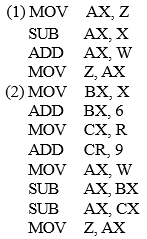 (1) MOV AX, Z
SUB AX, X
ADD AX, W
MOV Z, AX
(2) MOV BX, X
ADD BX, 6
MOV CX, R
ADD CR, 9
MOV AX, W
SUB AX, BX
SUB AX, CX
MOV Z, AX